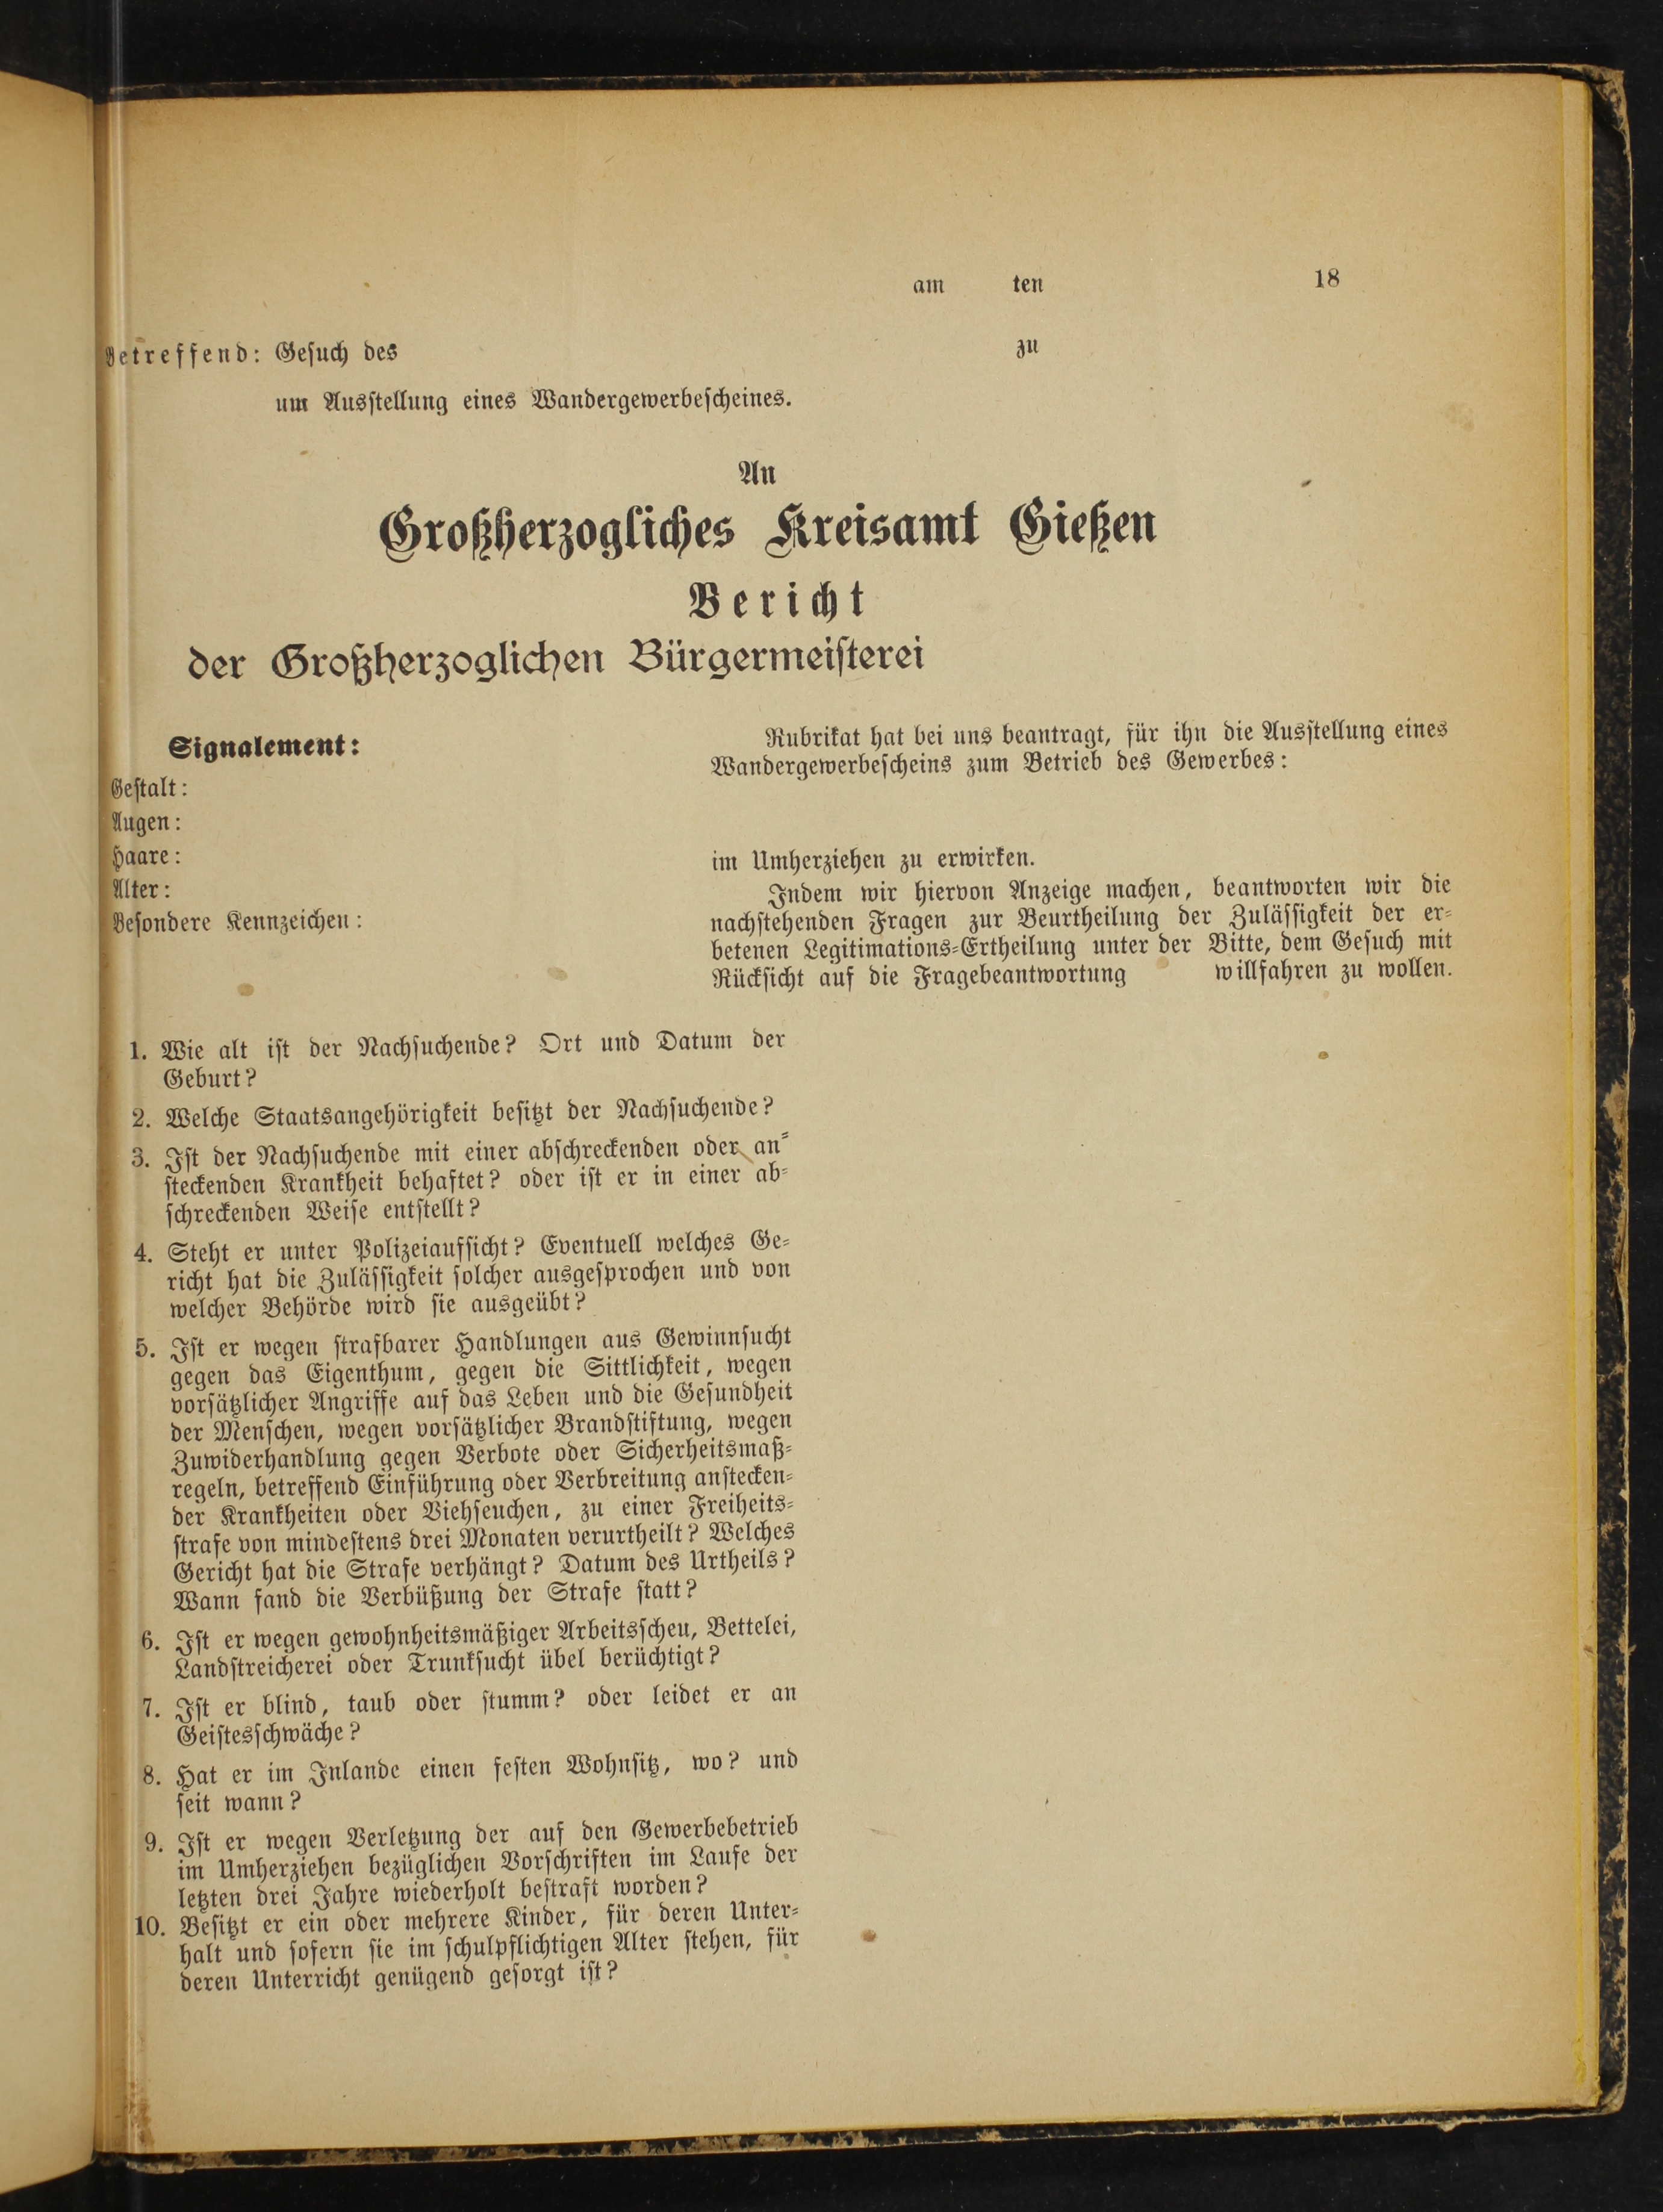 am ten 18
Betreffend: Gesuch des zu
um Ausstellung eines Wandergewerbescheines.
An
Großherzogliches Kreisamt Gießen
Bericht
der Großherzoglichen Bürgermeisterei
Signalement:
Gestalt:
Augen:
Haare:
Alter:
Besondere Kennzeichen:
Rubrikat hat bei uns beantragt, für ihn die Ausstellung eines
Wandergewerbescheins zum Betrieb des Gewerbes:
im Umherziehen zu erwirken.
Indem wir hiervon Anzeige machen, beantworten wir die
nachstehenden Fragen zur Beurtheilung der Zulässigkeit der er-
betenen Legitimations-Ertheilung unter der Bitte, dem Gesuch mit
Rücksicht auf die Fragebeantwortung willfahren zu wollen.
1. Wie alt ist der Nachsuchende? Ort und Datum der
Geburt?
2. Welche Staatsangehörigkeit besitzt der Nachsuchende?
3. Ist der Nachsuchende mit einer abschreckenden oder an-
steckenden Krankheit behaftet? oder ist er in einer ab-
schreckenden Weise entstellt?
4. Steht er unter Polizeiaufsicht? Eventuell welches Ge-
richt hat die Zulässigkeit solcher ausgesprochen und von
welcher Behörde wird sie ausgeübt?
5. Ist er wegen strafbarer Handlungen aus Gewinnsucht
gegen das Eigenthum, gegen die Sittlichkeit, wegen
vorsätzlicher Angriffe auf das Leben und die Gesundheit
der Menschen, wegen vorsätzlicher Brandstiftung, wegen
Zuwiderhandlung gegen Verbote oder Sicherheitsmaß-
regeln, betreffend Einführung oder Verbreitung anstecken-
der Krankheiten oder Viehseuchen, zu einer Freiheits-
strafe von mindestens drei Monaten verurtheilt? Welches
Gericht hat die Strafe verhängt? Datum des Urtheils?
Wann fand die Verbüßung der Strafe statt?
6. Ist er wegen gewohnheitsmäßiger Arbeitsscheu, Bettelei,
Landstreicherei oder Trunksucht übel berüchtigt?
7. Ist er blind, taub oder stumm? oder leidet er an
Geistesschwäche?
8. Hat er im Inlande einen festen Wohnsitz, wo? und
seit wann?
9. Ist er wegen Verletzung der auf den Gewerbebetrieb
im Umherziehen bezüglichen Vorschriften im Laufe der
letzten drei Jahre wiederholt bestraft worden?
10. Besitzt er ein oder mehrere Kinder, für deren Unter-
halt und sofern sie im schulpflichtigen Alter stehen, für
deren Unterricht genügend gesorgt ist?